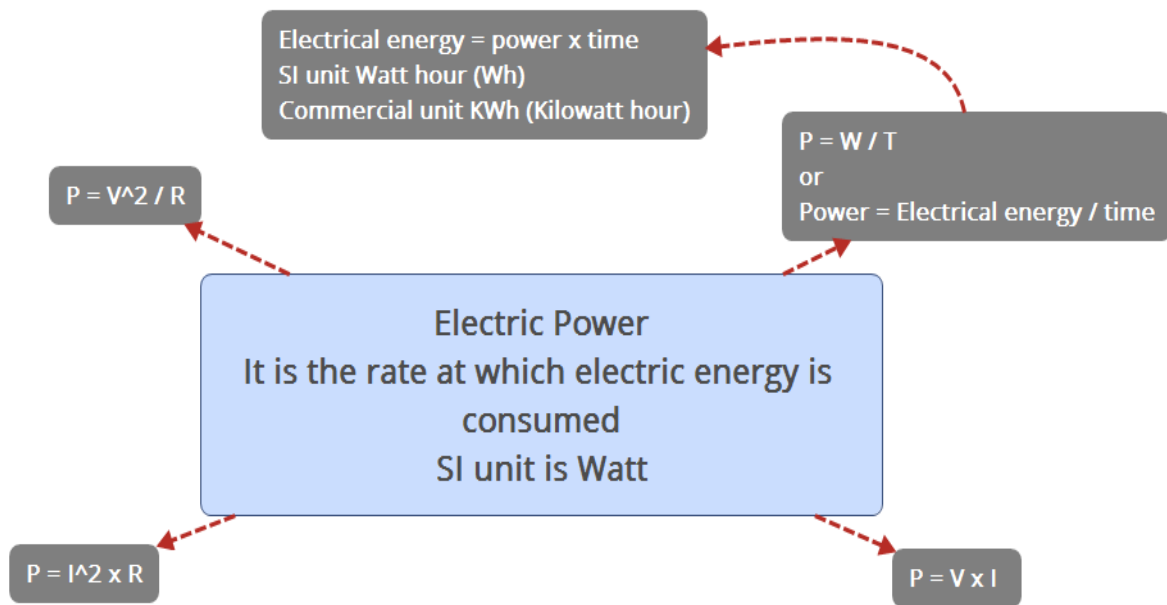 Electrical energy = power x time
SI unit Watt hour (Wh)
Commercial unit KWh (Kilowatt hour)
P = W / T
or
Power = Electrical energy / time
P = V^2 / R
Electric Power
It is the rate at which electric energy is
consumed
SI unit is Watt
P = I^2 x R
P = V x I